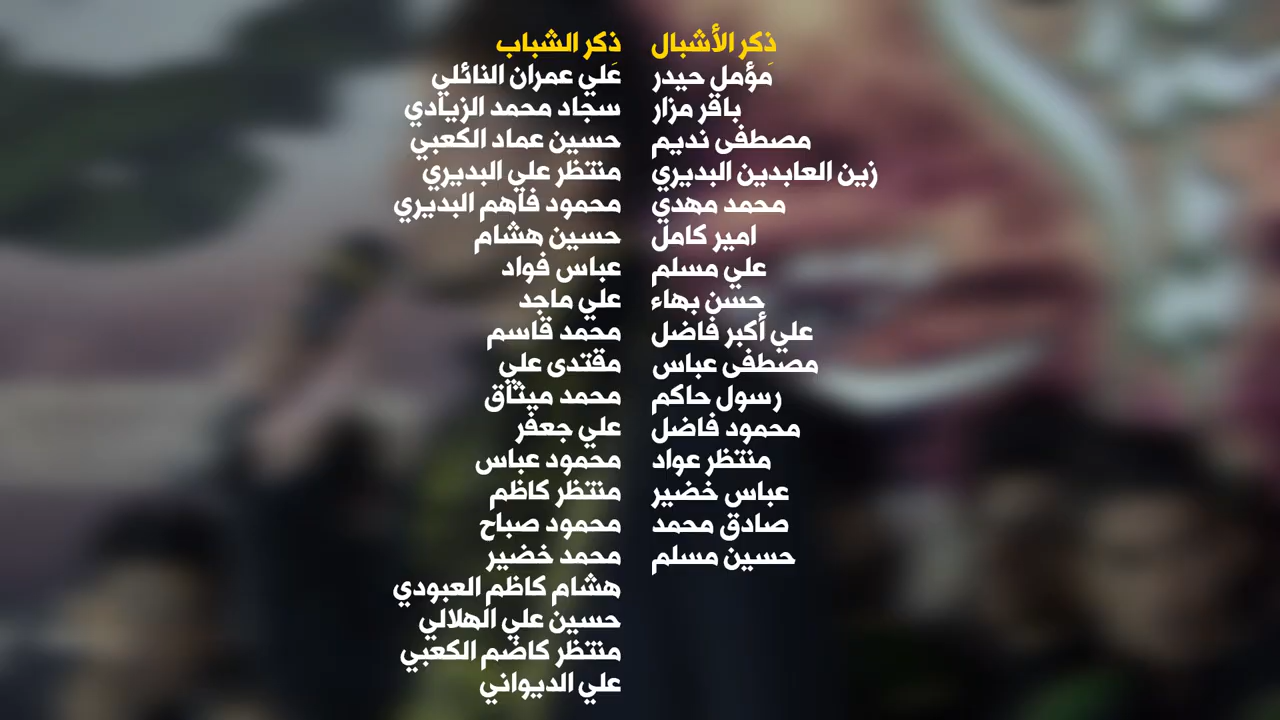 ذكر الأشبال
مَؤمل حيدر
باقر مزار
مصطفى نديم
زين العابدين البديري
محمد مهدي
امير كامل
علي مسلم
حسن بهاء
علي أكبر فاضل
مصطفى عباس
رسول حاكم
محمود فاضل
منتظر عواد
عباس خضير
صادق محمد
حسين مسلم
ذكر الشباب
عَلي عمران النائلي
سجاد محمد الزيادي
حسين عماد الكعبي
منتظر علي البديري
محمود فاهم البديري
حسين هشام
عباس فواد
علي ماجد
محمد قاسم
مقتدى علي
محمد ميثاق
علي جعفر
محمود عباس
منتظر كاظم
محمود صباح
محمد خضير
هشام كاظم العبودي
حسين علي الهلالي
منتظر كاضم الكعبي
علي الديواني